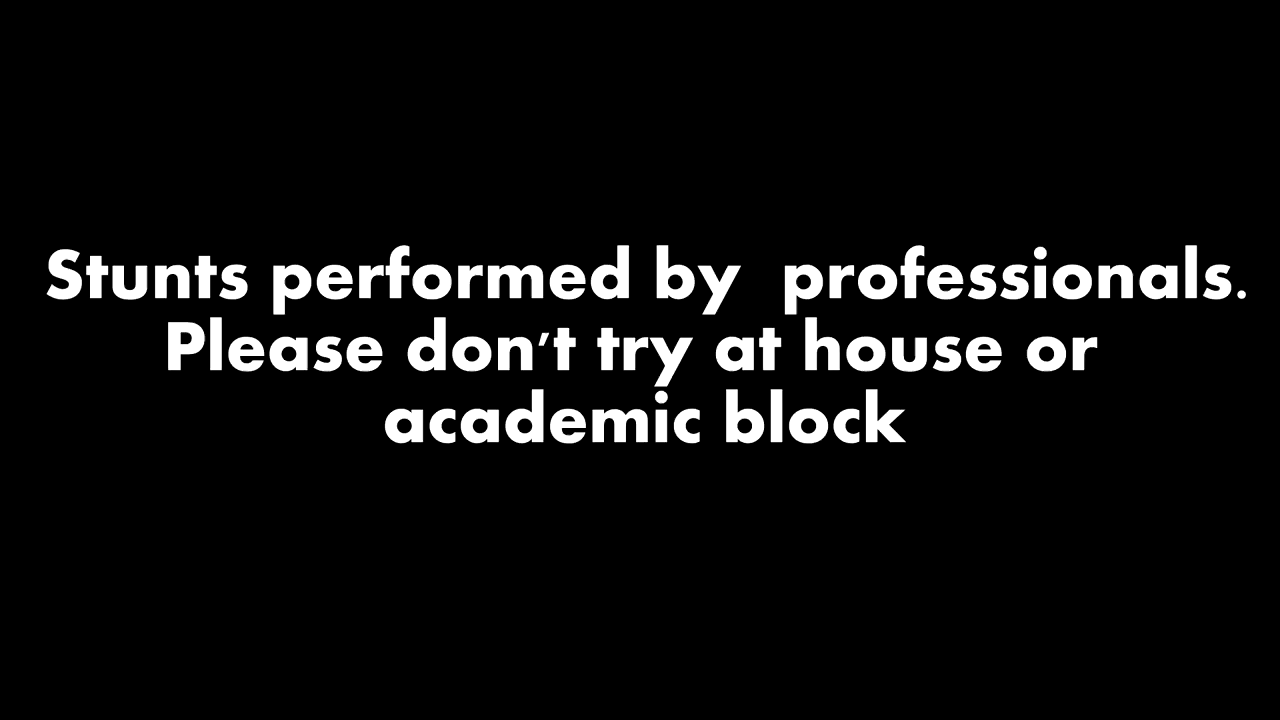 Stunts performed by  professionals.
Please don't try at house or
academic block